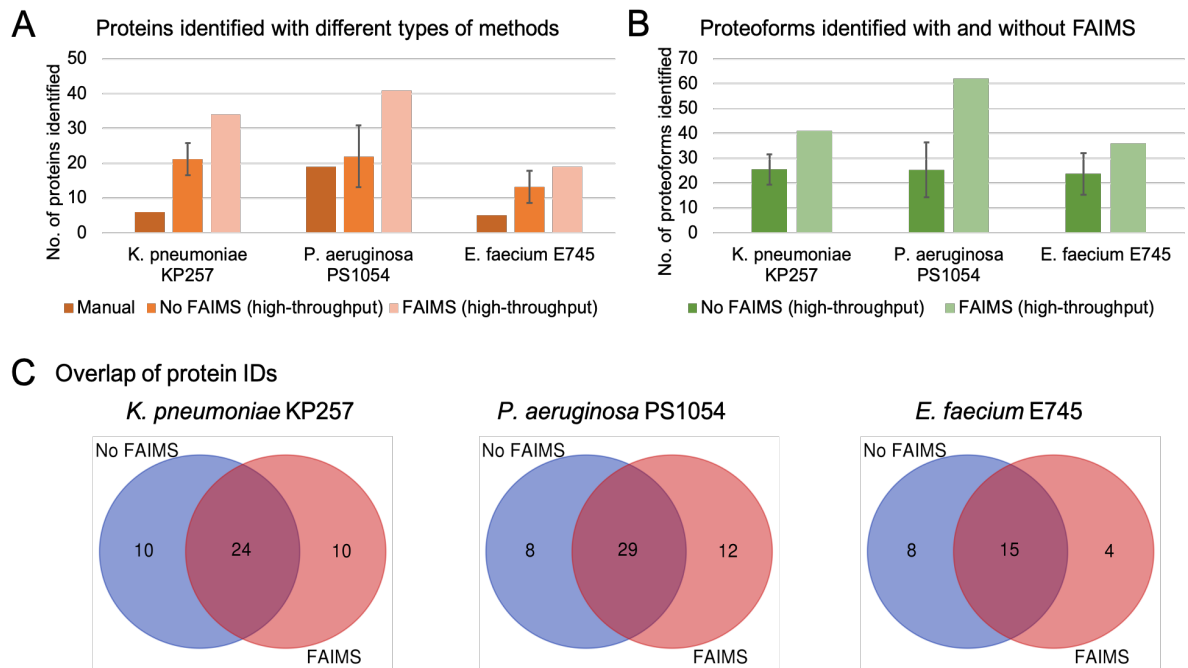 A
Proteins identified with different types of methods
No. of proteins identified
50
40
30
20
10
0
K. pneumoniae
KP257
P. aeruginosa
PS1054
E. faecium E745
Manual
No FAIMS (high-throughput)
FAIMS (high-throughput)
B
Proteoforms identified with and without FAIMS
No. of proteoforms identified
70
60
50
40
30
20
10
0
K. pneumoniae
KP257
P. aeruginosa
PS1054
E. faecium E745
No FAIMS (high-throughput)
FAIMS (high-throughput)
C
Overlap of protein IDs
K. pneumoniae KP257
No FAIMS
10
24
10
FAIMS
P. aeruginosa PS1054
No FAIMS
8
29
12
FAIMS
E. faecium E745
No FAIMS
8
15
4
FAIMS